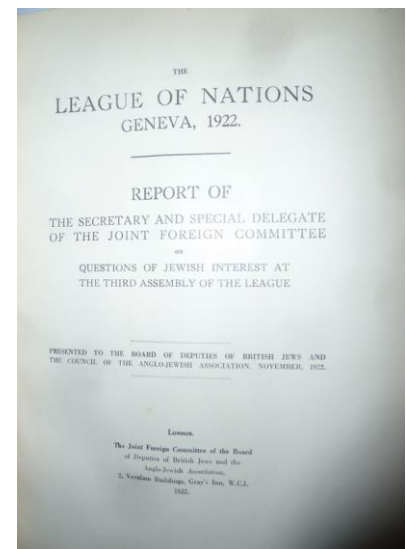 THE
LEAGUE OF NATIONS
GENEVA, 1922.
REPORT OF
THE SECRETARY AND SPECIAL DELEGATE
OF THE JOINT FOREIGN COMMITTEE
ON
QUESTIONS OF JEWISH INTEREST AT
THE THIRD ASSEMBLY OF THE LEAGUE
PRESENTED TO THE BOARD OF DEPUTIES OF BRITISH JEWS AND
THE COUNCIL OF THE ANGLO-JEWISH ASSOCIATION, NOVEMBER, 1922.
London.
The Joint Foreign Committee of the Board
of Deputies of British Jews and the
Anglo-Jewish Association,
2, Verulam Buildings, Gray's Inn, W.C.1.
1922.